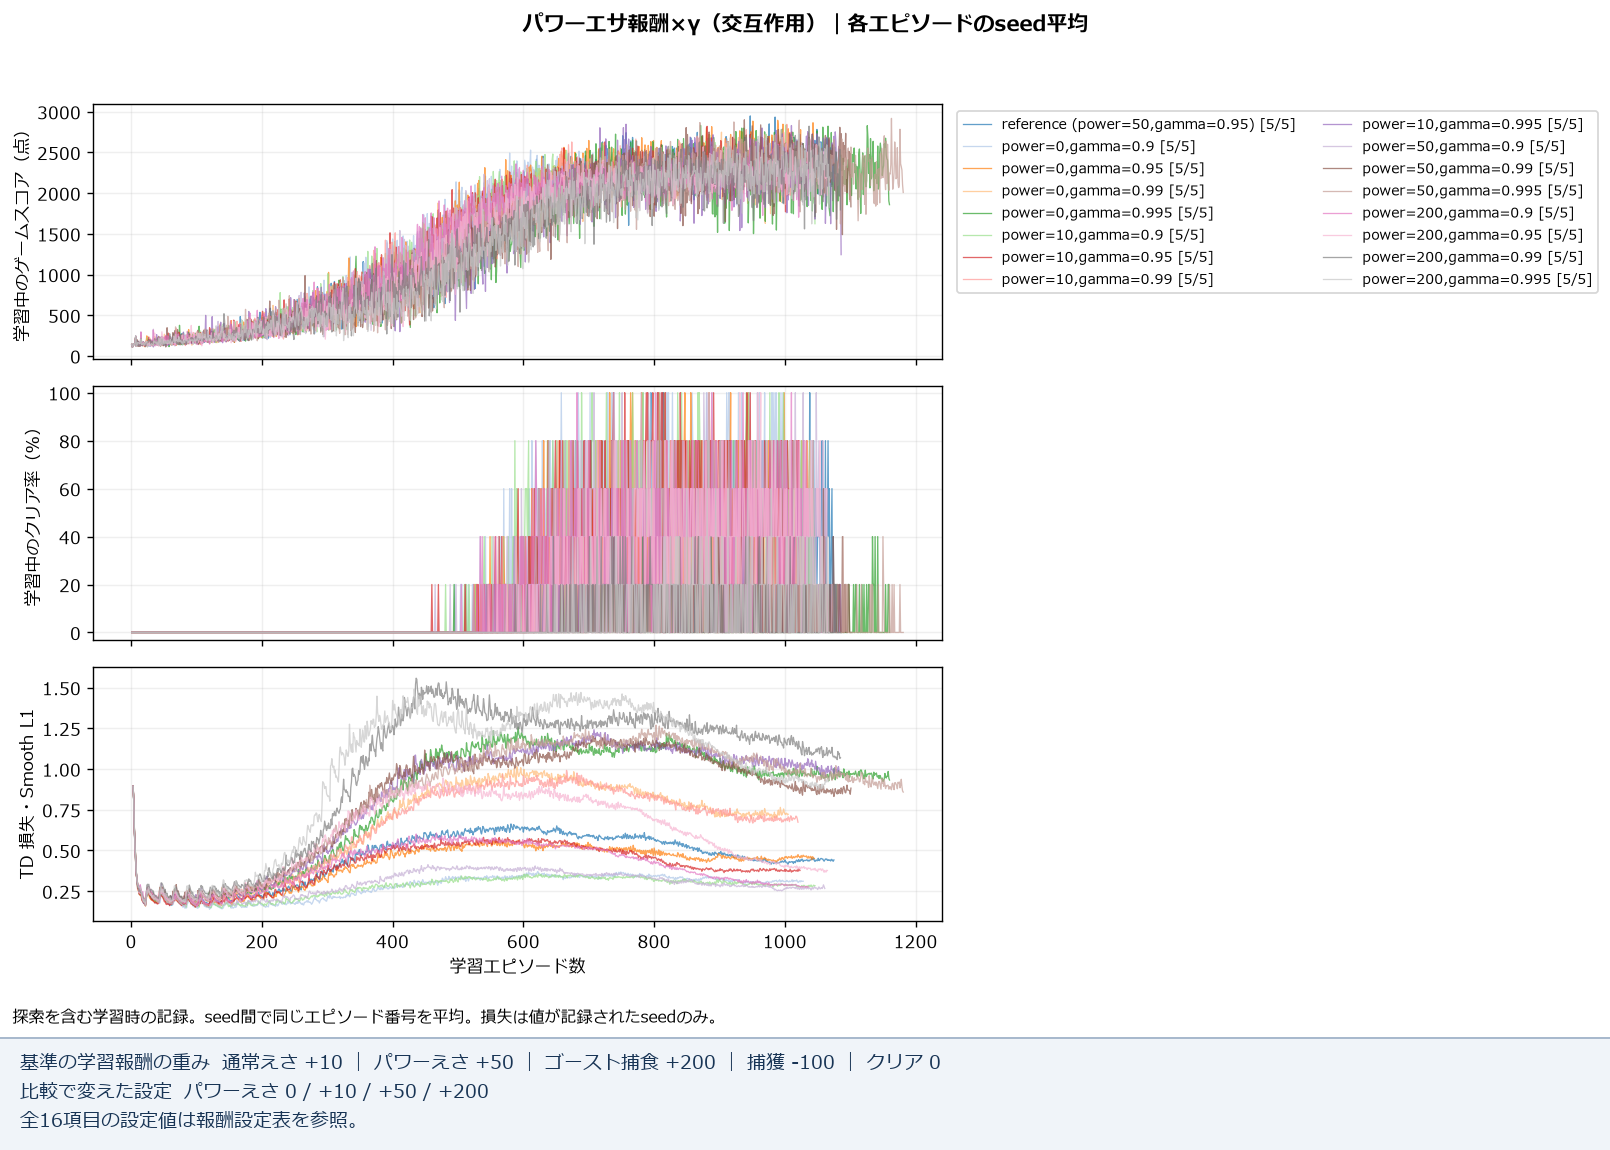 パワーエサ報酬×γ（交互作用）｜各エピソードのseed平均
学習中のゲームスコア（点）
3000
2500
2000
1500
1000
500
0
reference (power=50,gamma=0.95) [5/5]
power=0,gamma=0.9 [5/5]
power=0,gamma=0.95 [5/5]
power=0,gamma=0.99 [5/5]
power=0,gamma=0.995 [5/5]
power=10,gamma=0.9 [5/5]
power=10,gamma=0.95 [5/5]
power=10,gamma=0.99 [5/5]
power=10,gamma=0.995 [5/5]
power=50,gamma=0.9 [5/5]
power=50,gamma=0.99 [5/5]
power=50,gamma=0.995 [5/5]
power=200,gamma=0.9 [5/5]
power=200,gamma=0.95 [5/5]
power=200,gamma=0.99 [5/5]
power=200,gamma=0.995 [5/5]
学習中のクリア率（%）
100
80
60
40
20
0
TD 損失・Smooth L1
1.50
1.25
1.00
0.75
0.50
0.25
0 200 400 600 800 1000 1200
学習エピソード数
探索を含む学習時の記録。seed間で同じエピソード番号を平均。損失は値が記録されたseedのみ。
基準の学習報酬の重み 通常えさ +10 ｜ パワーえさ +50 ｜ ゴースト捕食 +200 ｜ 捕獲 -100 ｜ クリア 0
比較で変えた設定 パワーえさ 0 / +10 / +50 / +200
全16項目の設定値は報酬設定表を参照。